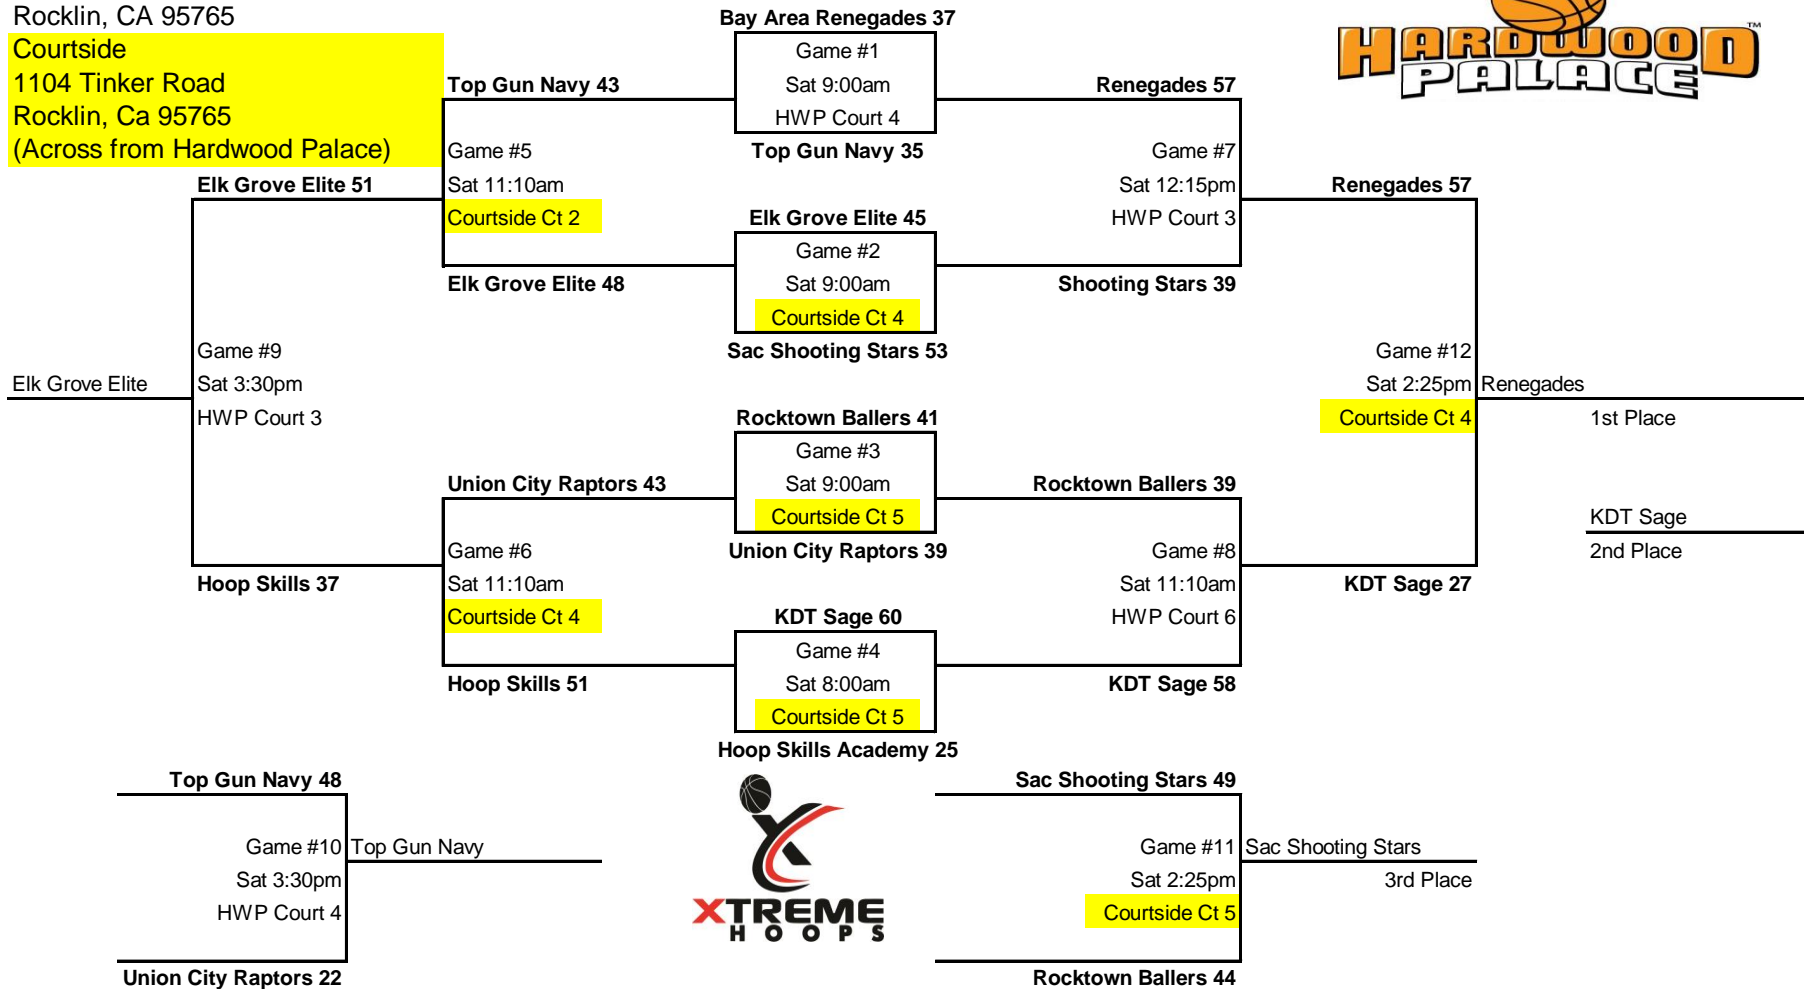 Rocklin, CA 95765
Courtside
1104 Tinker Road
Rocklin, Ca 95765
(Across from Hardwood Palace)
HARDWOOD
PALACE™
Bay Area Renegades 37
Game #1
Sat 9:00am
HWP Court 4
Top Gun Navy 35
Top Gun Navy 43
Game #5
Sat 11:10am
Courtside Ct 2
Elk Grove Elite 48
Renegades 57
Game #7
Sat 12:15pm
HWP Court 3
Shooting Stars 39
Elk Grove Elite 51
Renegades 57
Elk Grove Elite 45
Game #2
Sat 9:00am
Courtside Ct 4
Sac Shooting Stars 53
Game #9
Sat 3:30pm
HWP Court 3
Elk Grove Elite
Game #12
Sat 2:25pm
Courtside Ct 4
Renegades
1st Place
Rocktown Ballers 41
Game #3
Sat 9:00am
Courtside Ct 5
Union City Raptors 39
Union City Raptors 43
Game #6
Sat 11:10am
Courtside Ct 4
Hoop Skills 51
Rocktown Ballers 39
Game #8
Sat 11:10am
HWP Court 6
KDT Sage 58
KDT Sage
2nd Place
Hoop Skills 37
KDT Sage 27
KDT Sage 60
Game #4
Sat 8:00am
Courtside Ct 5
Hoop Skills Academy 25
Top Gun Navy 48
Game #10
Sat 3:30pm
HWP Court 4
Union City Raptors 22
Top Gun Navy
XTREME
HOOPS
Sac Shooting Stars 49
Game #11
Sat 2:25pm
Courtside Ct 5
Rocktown Ballers 44
Sac Shooting Stars
3rd Place